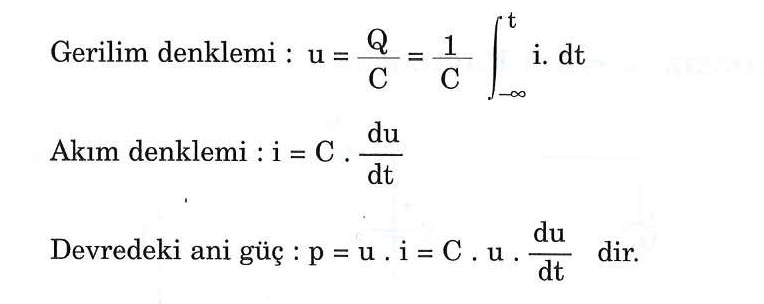 Gerilim denklemi : u = Q/C = 1/C ∫_{-∞}^{t} i. dt
Akım denklemi : i = C . du/dt
Devredeki ani güç : p = u . i = C . u . du/dt dir.